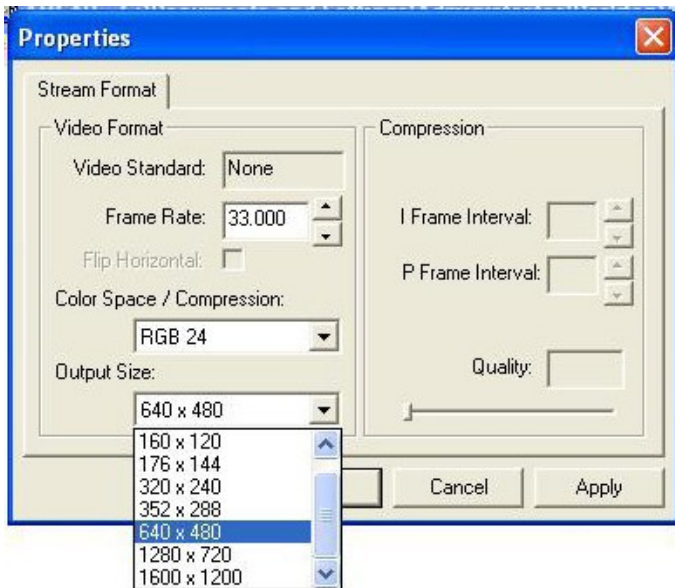 Properties
Stream Format
Video Format
Video Standard: None
Frame Rate: 33.000
Flip Horizontal:
Color Space / Compression:
RGB 24
Output Size:
640 x 480
160 x 120
176 x 144
320 x 240
352 x 288
640 x 480
1280 x 720
1600 x 1200
Compression
I Frame Interval:
P Frame Interval:
Quality:
Cancel
Apply